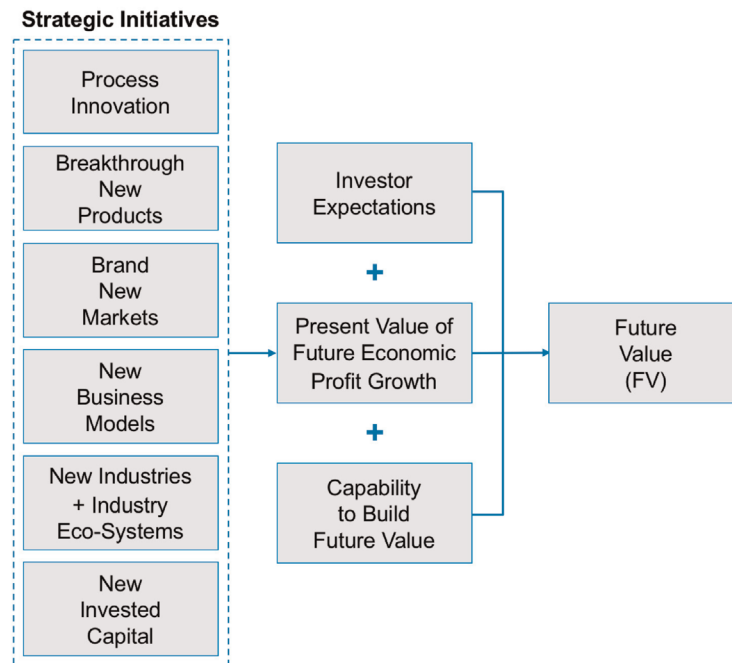 Strategic Initiatives
Process
Innovation
Breakthrough
New
Products
Brand
New
Markets
New
Business
Models
New Industries
+ Industry
Eco-Systems
New
Invested
Capital
Investor
Expectations
+
Present Value of
Future Economic
Profit Growth
+
Capability
to Build
Future Value
Future
Value
(FV)